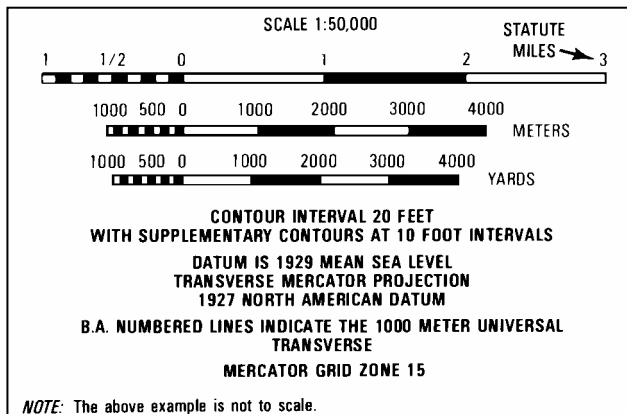 SCALE 1:50,000
STATUTE
MILES
1 1/2 0 1 2 3
1000 500 0 1000 2000 3000 4000
METERS
1000 500 0 1000 2000 3000 4000
YARDS
CONTOUR INTERVAL 20 FEET
WITH SUPPLEMENTARY CONTOURS AT 10 FOOT INTERVALS
DATUM IS 1929 MEAN SEA LEVEL
TRANSVERSE MERCATOR PROJECTION
1927 NORTH AMERICAN DATUM
B.A. NUMBERED LINES INDICATE THE 1000 METER UNIVERSAL
TRANSVERSE
MERCATOR GRID ZONE 15
NOTE: The above example is not to scale.